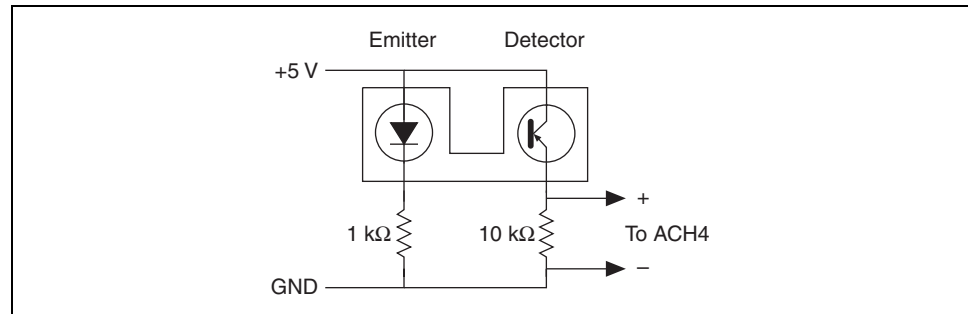 Emitter
Detector
+5 V
+
1 kΩ
10 kΩ
To ACH4
–
GND